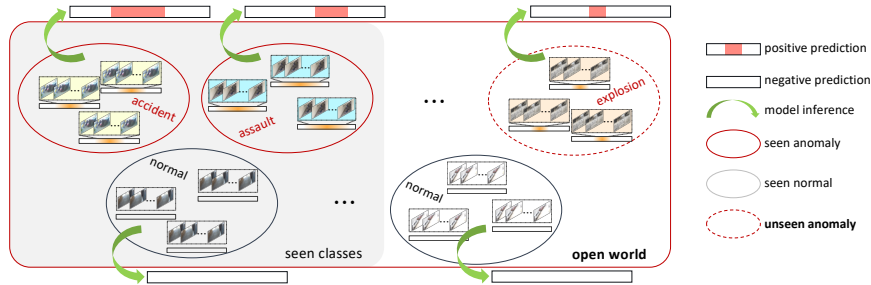 accident
assault
...
explosion
normal
...
normal
seen classes
open world
positive prediction
negative prediction
model inference
seen anomaly
seen normal
unseen anomaly